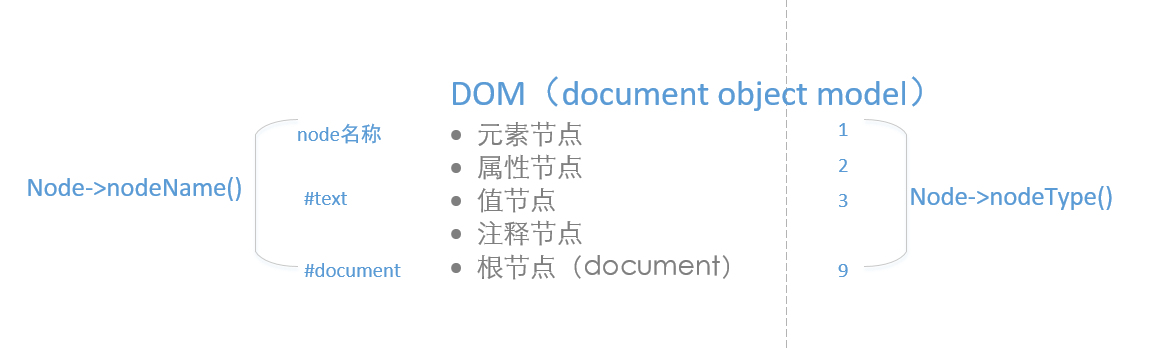 DOM（document object model）
Node->nodeName()
node名称
#text
#document
• 元素节点
• 属性节点
• 值节点
• 注释节点
• 根节点（document）
1
2
3
9
Node->nodeType()